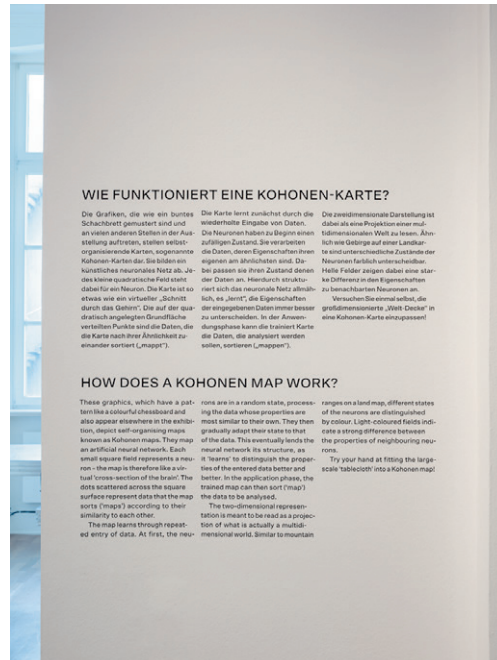 WIE FUNKTIONIERT EINE KOHONEN-KARTE?
Die Grafiken, die wie ein buntes
Schachbrett gemustert sind und
an vielen anderen Stellen in der Aus-
stellung auftreten, stellen selbst-
organisierende Karten, sogenannte
Kohonen-Karten dar. Sie bilden ein
künstliches neuronales Netz ab. Je-
des kleine quadratische Feld steht
dabei für ein Neuron. Die Karte ist so
etwas wie ein virtueller „Schnitt
durch das Gehirn“. Die auf der qua-
dratisch angelegten Grundfläche
verteilten Punkte sind die Daten, die
die Karte nach ihrer Ähnlichkeit zu-
einander sortiert („mappt“).
Die Karte lernt zunächst durch die
wiederholte Eingabe von Daten.
Die Neuronen haben zu Beginn einen
zufälligen Zustand. Sie verarbeiten
die Daten, deren Eigenschaften ihren
eigenen am ähnlichsten sind. Da-
bei passen sie ihren Zustand denen
der Daten an. Hierdurch struktu-
riert sich das neuronale Netz allmäh-
lich, es „lernt“, die Eigenschaften
der eingegebenen Daten immer besser
zu unterscheiden. In der Anwen-
dungsphase kann die trainiert Karte
die Daten, die analysiert werden
sollen, sortieren („mappen“).
Die zweidimensionale Darstellung ist
dabei als eine Projektion einer mul-
tidimensionalen Welt zu lesen. Ähn-
lich wie Gebirge auf einer Landkar-
te sind unterschiedliche Zustände der
Neuronen farblich unterscheidbar.
Helle Felder zeigen dabei eine star-
ke Differenz in den Eigenschaften
zu benachbarten Neuronen an.
Versuchen Sie einmal selbst, die
großdimensionierte „Welt-Decke“ in
eine Kohonen-Karte einzupassen!
HOW DOES A KOHONEN MAP WORK?
These graphics, which have a pat-
tern like a colourful chessboard and
also appear elsewhere in the exhibi-
tion, depict self-organising maps
known as Kohonen maps. They map
an artificial neural network. Each
small square field represents a neu-
ron – the map is therefore like a vir-
tual ‘cross-section of the brain’. The
dots scattered across the square
surface represent data that the map
sorts (‘maps’) according to their
similarity to each other.
The map learns through repeat-
ed entry of data. At first, the neu-
rons are in a random state, process-
ing the data whose properties are
most similar to their own. They then
gradually adapt their state to that
of the data. This eventually lends the
neural network its structure, as
it ‘learns’ to distinguish the proper-
ties of the entered data better and
better. In the application phase, the
trained map can then sort (‘map’)
the data to be analysed.
The two-dimensional represen-
tation is meant to be read as a projec-
tion of what is actually a multidi-
mensional world. Similar to mountain
ranges on a land map, different states
of the neurons are distinguished
by colour. Light-coloured fields indi-
cate a strong difference between
the properties of neighbouring neu-
rons.
Try your hand at fitting the large-
scale ‘tablecloth’ into a Kohonen map!